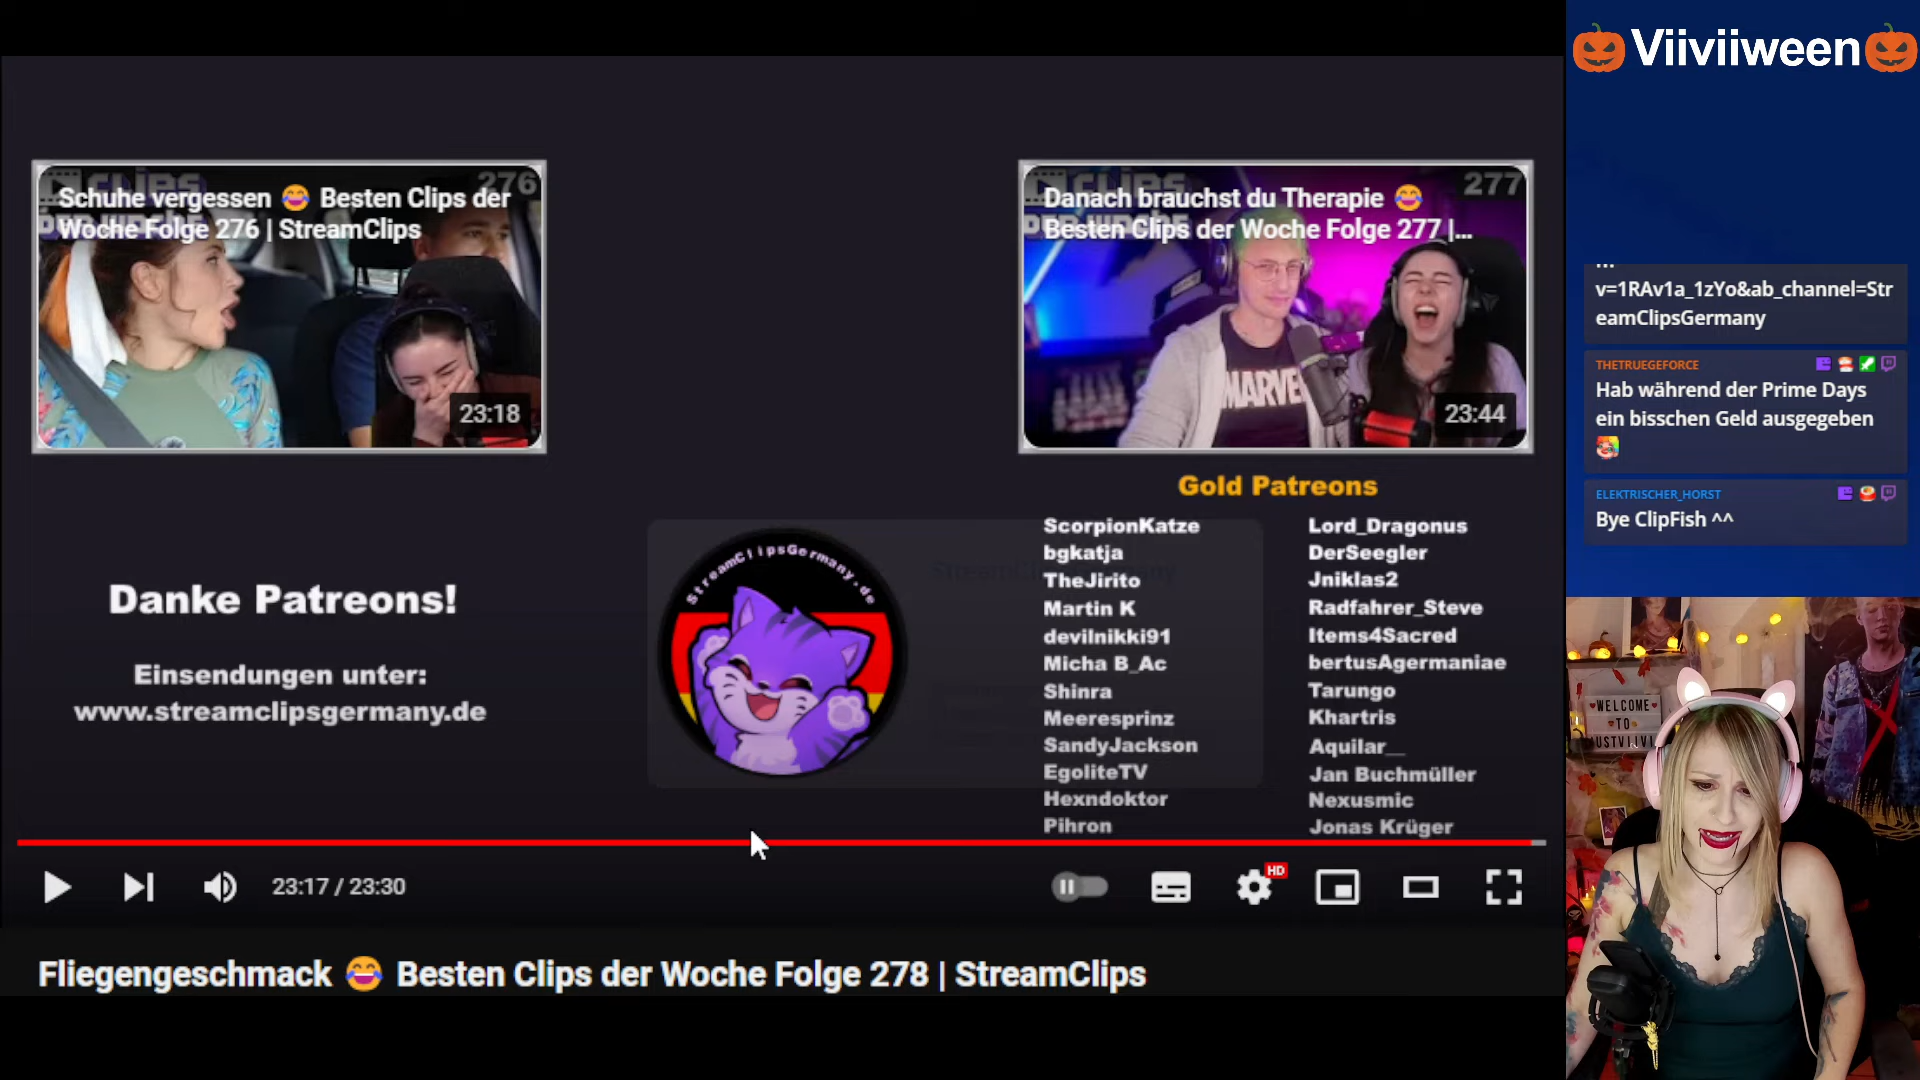 Schuhe vergessen 😂 Besten Clips der
Woche Folge 276 | StreamClips
276
23:18
Danach brauchst du Therapie 😂
Besten Clips der Woche Folge 277 |...
277
MARVEL
23:44
Danke Patreons!
Einsendungen unter:
www.streamclipsgermany.de
StreamClipsGermany.de
Gold Patreons
ScorpionKatze
bgkatja
TheJirito
Martin K
devilnikki91
Micha B_Ac
Shinra
Meeresprinz
SandyJackson
EgoliteTV
Hexndoktor
Pihron
Lord_Dragonus
DerSeegler
Jniklas2
Radfahrer_Steve
Items4Sacred
bertusAgermaniae
Tarungo
Khartris
Aquilar__
Jan Buchmüller
Nexusmic
Jonas Krüger
23:17 / 23:30
HD
Fliegengeschmack 😂 Besten Clips der Woche Folge 278 | StreamClips
🎃Viiviiween🎃
v=1RAv1a_1zYo&ab_channel=Str
eamClipsGermany
THETRUEGEFORCE
Hab während der Prime Days
ein bisschen Geld ausgegeben
ELEKTRISCHER_HORST
Bye ClipFish ^^
WELCOME
TO
USTVIVI